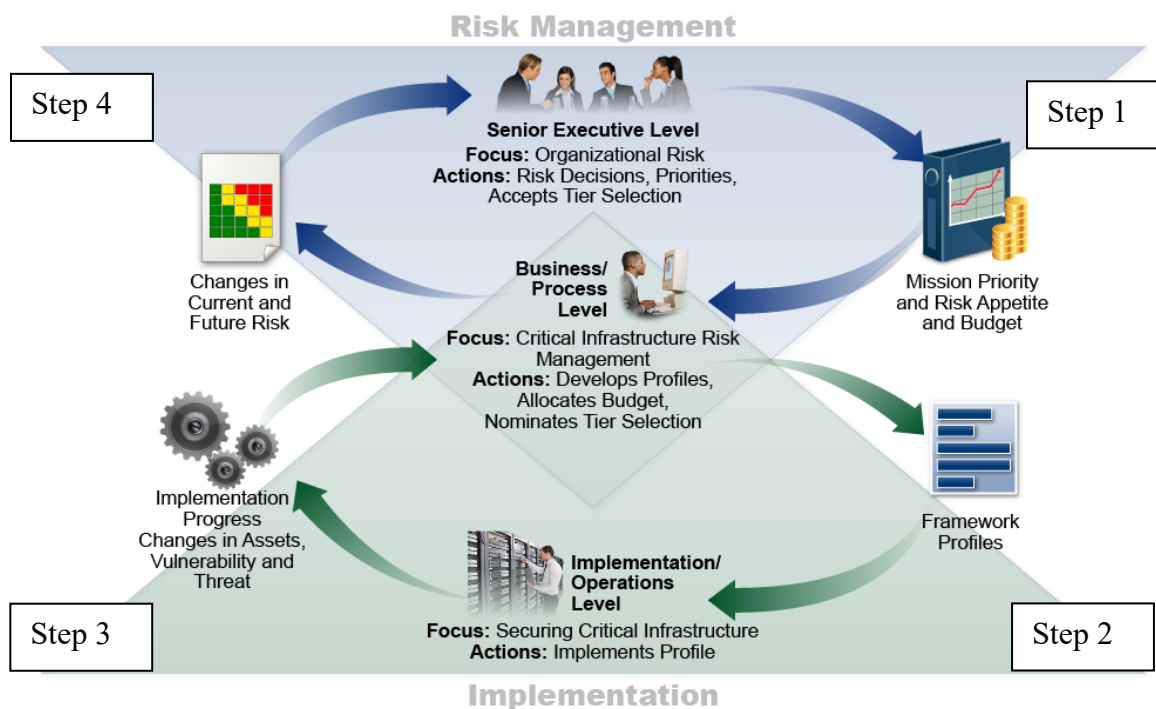 Risk Management
Step 4
Step 1
Senior Executive Level
Focus: Organizational Risk
Actions: Risk Decisions, Priorities,
Accepts Tier Selection
Changes in
Current and
Future Risk
Business/
Process
Level
Mission Priority
and Risk Appetite
and Budget
Focus: Critical Infrastructure Risk
Management
Actions: Develops Profiles,
Allocates Budget,
Nominates Tier Selection
Implementation
Progress
Changes in Assets,
Vulnerability and
Threat
Framework
Profiles
Implementation/
Operations
Level
Focus: Securing Critical Infrastructure
Actions: Implements Profile
Step 3
Step 2
Implementation